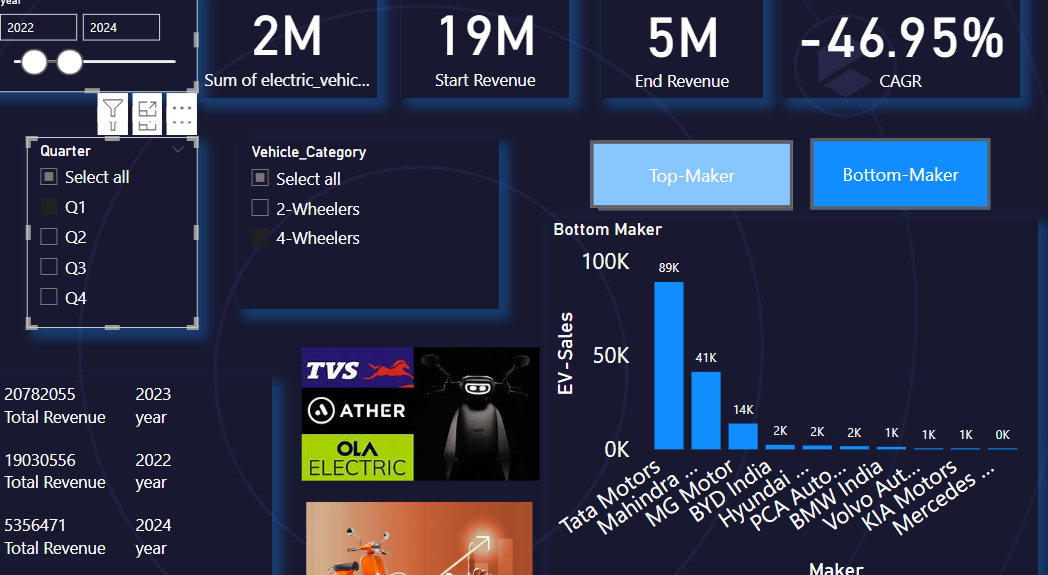 year
2022
2024
2M
Sum of electric_vehic...
19M
Start Revenue
5M
End Revenue
-46.95%
CAGR
Quarter
Select all
Q1
Q2
Q3
Q4
Vehicle_Category
Select all
2-Wheelers
4-Wheelers
Top-Maker
Bottom-Maker
Bottom Maker
EV-Sales
100K
50K
0K
89K
41K
14K
2K
2K
2K
1K
1K
1K
0K
Tata Motors
Mahindra ...
MG Motor
BYD India
Hyundai ...
PCA Auto...
BMW India
Volvo Aut...
KIA Motors
Mercedes ...
Maker
20782055 2023
Total Revenue year
19030556 2022
Total Revenue year
5356471 2024
Total Revenue year
TVS
ATHER
OLA
ELECTRIC